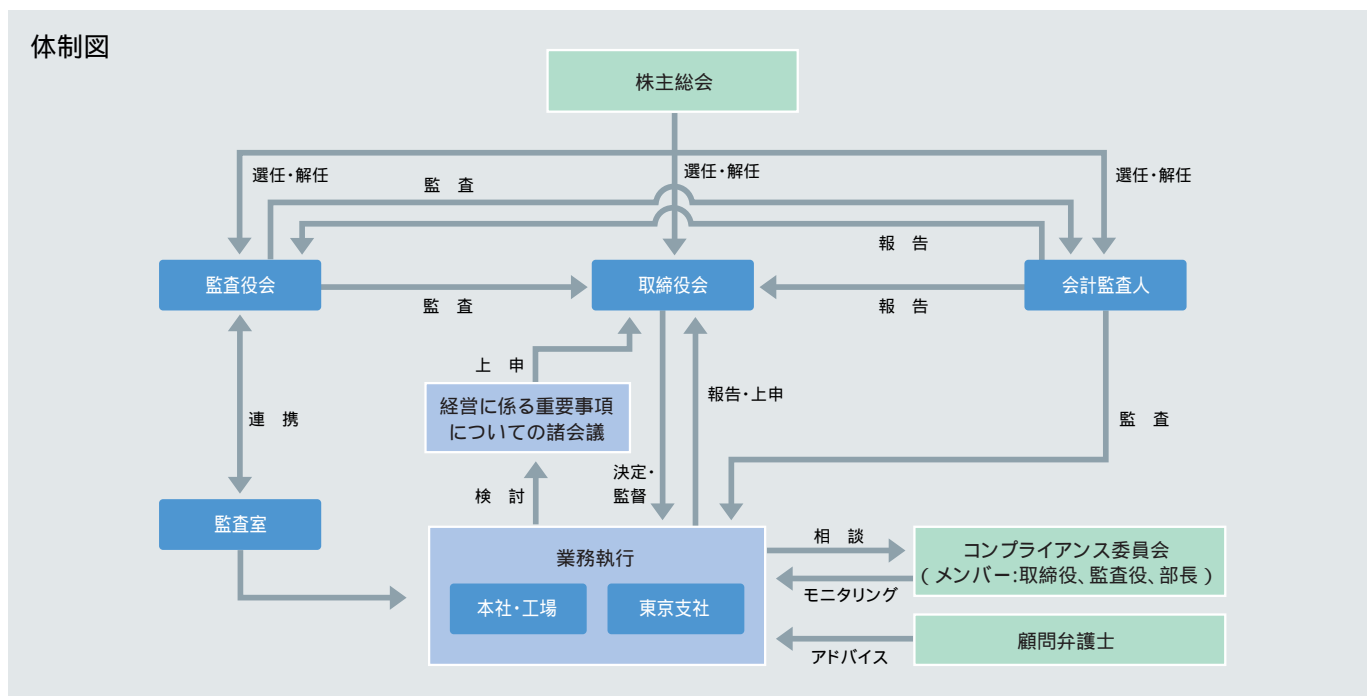 体制図
株主総会
選任・解任
選任・解任
選任・解任
監　査
報　告
監査役会
取締役会
会計監査人
監　査
報　告
上　申
経営に係る重要事項
についての諸会議
報告・上申
連　携
監　査
検　討
決定・
監督
監査室
業務執行
本社・工場
東京支社
相　談
モニタリング
コンプライアンス委員会
( メンバー:取締役、監査役、部長 )
アドバイス
顧問弁護士